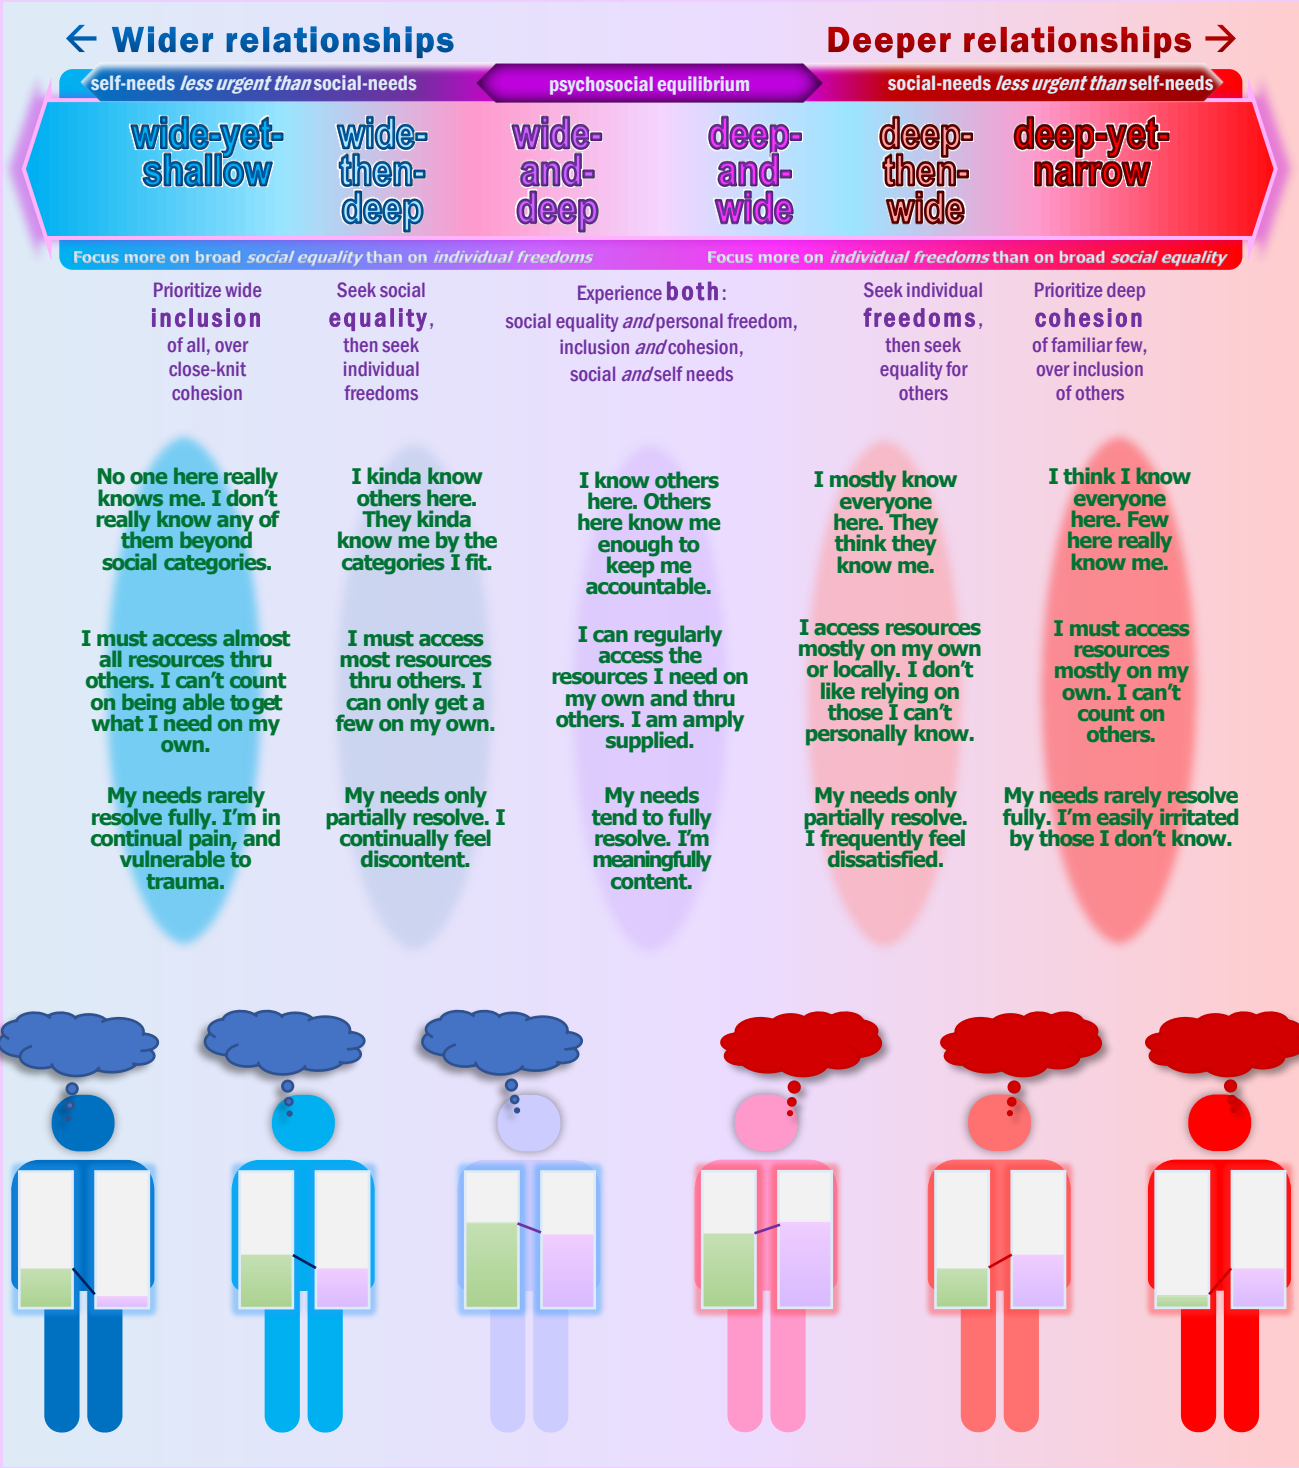 ← Wider relationships
Deeper relationships →
self-needs less urgent than social-needs
psychosocial equilibrium
social-needs less urgent than self-needs
wide-yet-
shallow
wide-
then-
deep
wide-
and-
deep
deep-
and-
wide
deep-
then-
wide
deep-yet-
narrow
Focus more on broad social equality than on individual freedoms
Focus more on individual freedoms than on broad social equality
Prioritize wide
inclusion
of all, over
close-knit
cohesion
Seek social
equality,
then seek
individual
freedoms
Experience both:
social equality and personal freedom,
inclusion and cohesion,
social and self needs
Seek individual
freedoms,
then seek
equality for
others
Prioritize deep
cohesion
of familiar few,
over inclusion
of others
No one here really
knows me. I don't
really know any of
them beyond
social categories.
I kinda know
others here.
They kinda
know me by the
categories I fit.
I know others
here. Others
here know me
enough to
keep me
accountable.
I mostly know
everyone
here. They
think they
know me.
I think I know
everyone
here. Few
here really
know me.
I must access almost
all resources thru
others. I can't count
on being able to get
what I need on my
own.
I must access
most resources
thru others. I
can only get a
few on my own.
I can regularly
access the
resources I need on
my own and thru
others. I am amply
supplied.
I access resources
mostly on my own
or locally. I don't
like relying on
those I can't
personally know.
I must access
resources
mostly on my
own. I can't
count on
others.
My needs rarely
resolve fully. I'm in
continual pain, and
vulnerable to
trauma.
My needs only
partially resolve. I
continually feel
discontent.
My needs
tend to fully
resolve. I'm
meaningfully
content.
My needs only
partially resolve.
I frequently feel
dissatisfied.
My needs rarely resolve
fully. I'm easily irritated
by those I don't know.